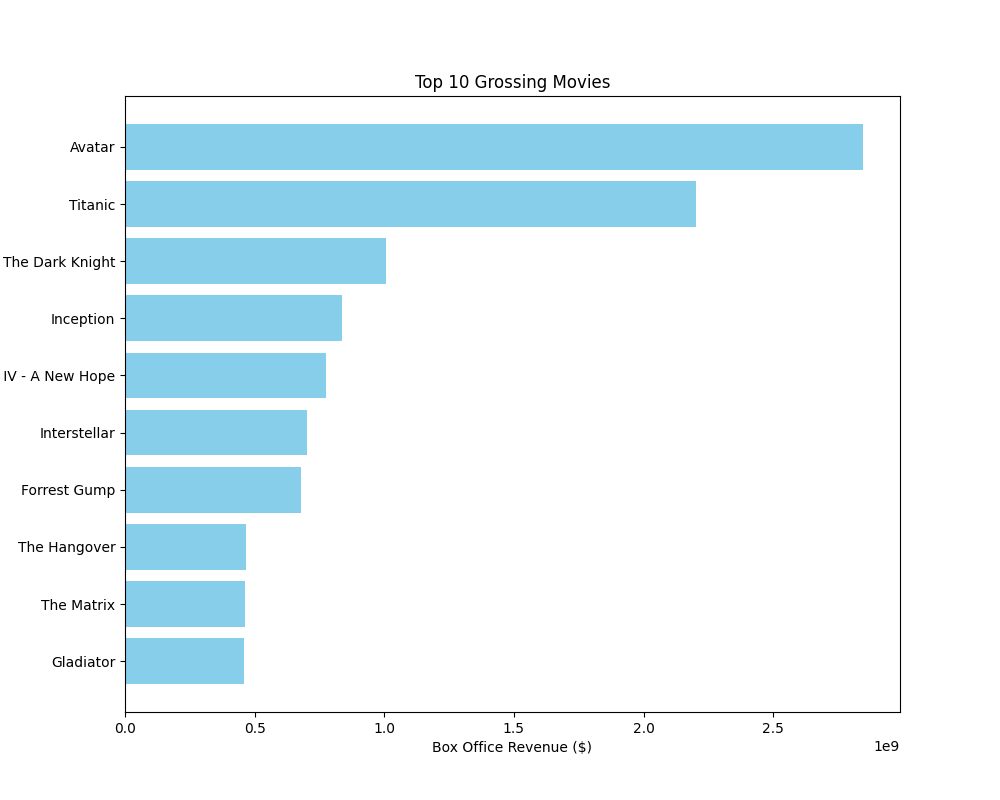 Top 10 Grossing Movies
Avatar
Titanic
The Dark Knight
Inception
IV - A New Hope
Interstellar
Forrest Gump
The Hangover
The Matrix
Gladiator
0.0 0.5 1.0 1.5 2.0 2.5
1e9
Box Office Revenue ($)